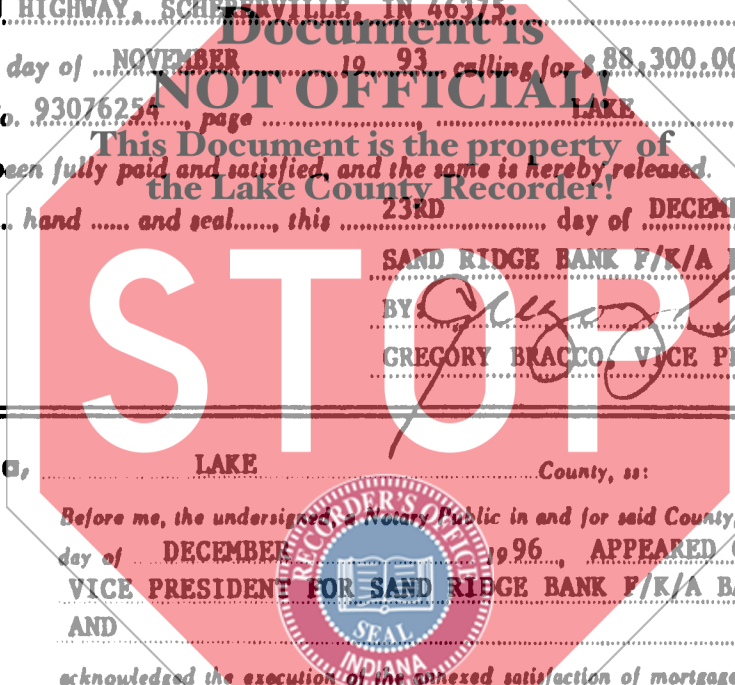 HIGHWAY, SCHERERVILLE, IN 46375
Document is
day of NOVEMBER 19 93, calling for $ 88,300.00
NOT OFFICIAL!
93076254, page , LAKE
This Document is the property of
been fully paid and satisfied, and the same is hereby released.
the Lake County Recorder!
hand ...... and seal......, this 23RD day of DECEM
SAND RIDGE BANK F/K/A
STOP
BY Gregory
GREGORY BRACCO, VICE PR
a, LAKE County, ss:
RECORDER'S OFFICE
Before me, the undersigned, a Notary Public in and for said County,
day of DECEMBER 1996, APPEARED
VICE PRESIDENT FOR SAND RIDGE BANK F/K/A BA
AND
SEAL
INDIANA
acknowledged the execution of the annexed satisfaction of mortgage